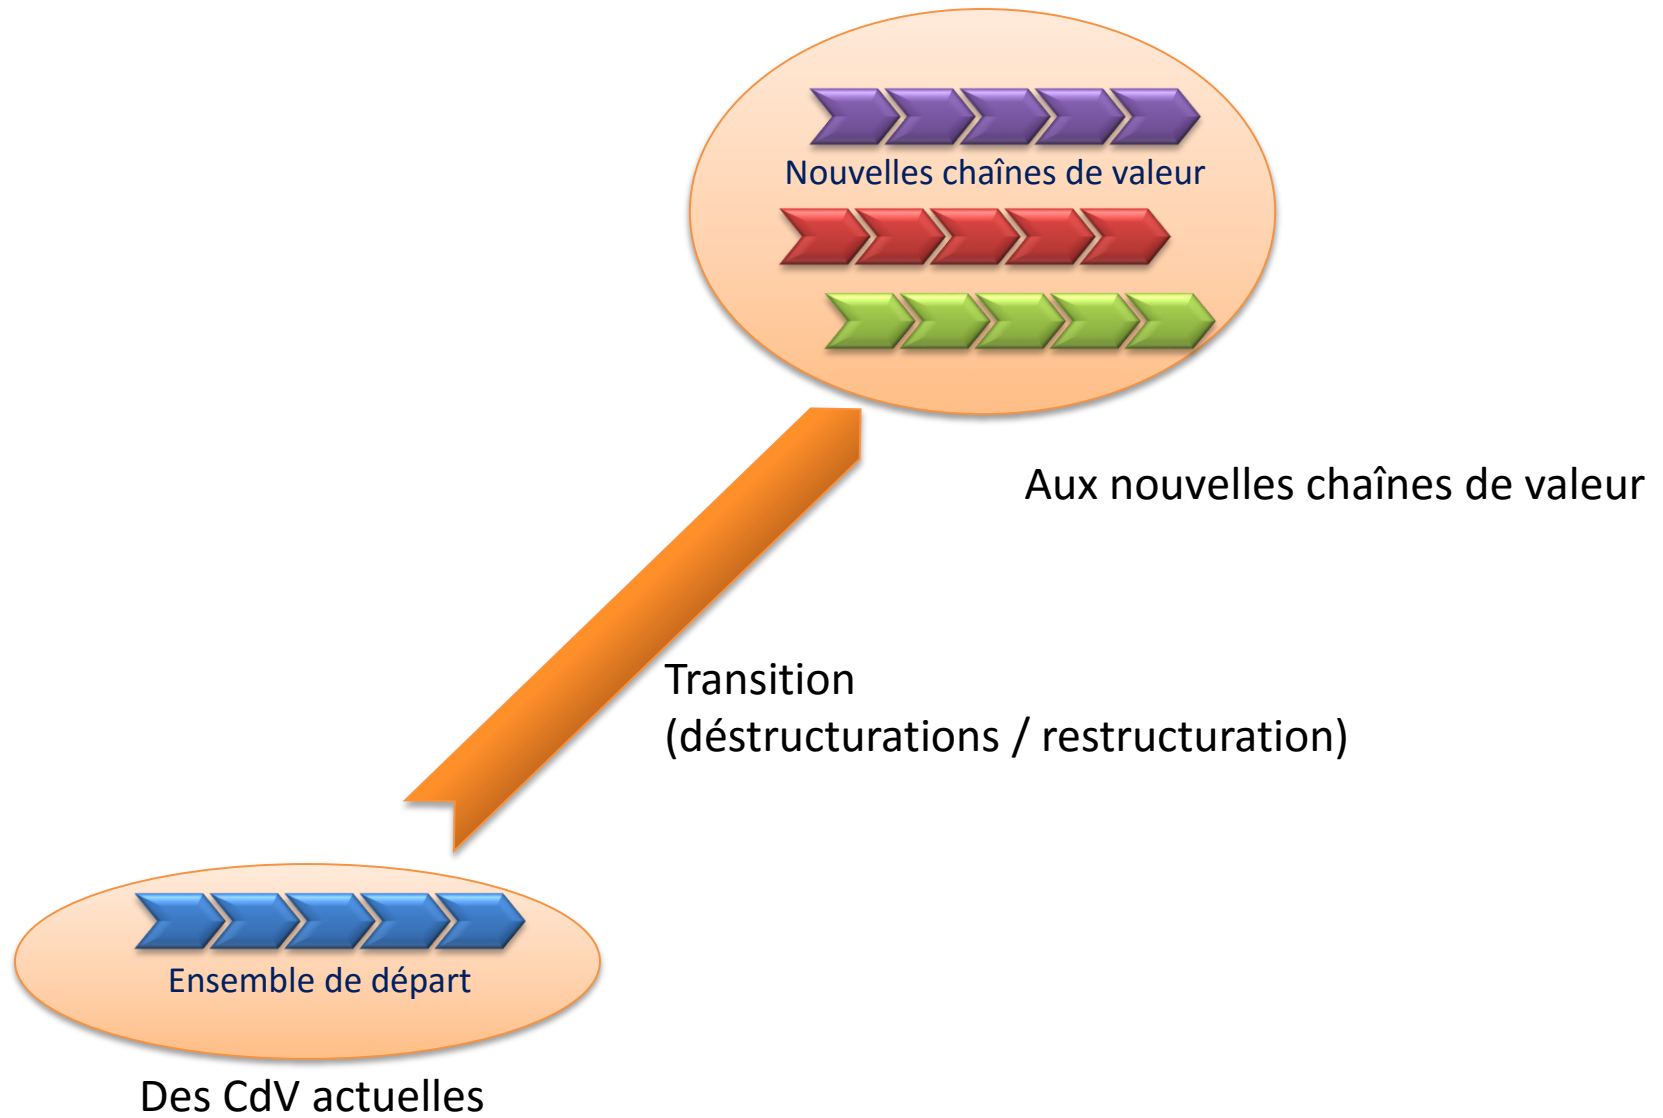 Nouvelles chaînes de valeur
Aux nouvelles chaînes de valeur
Transition
(déstructurations / restructuration)
Ensemble de départ
Des CdV actuelles